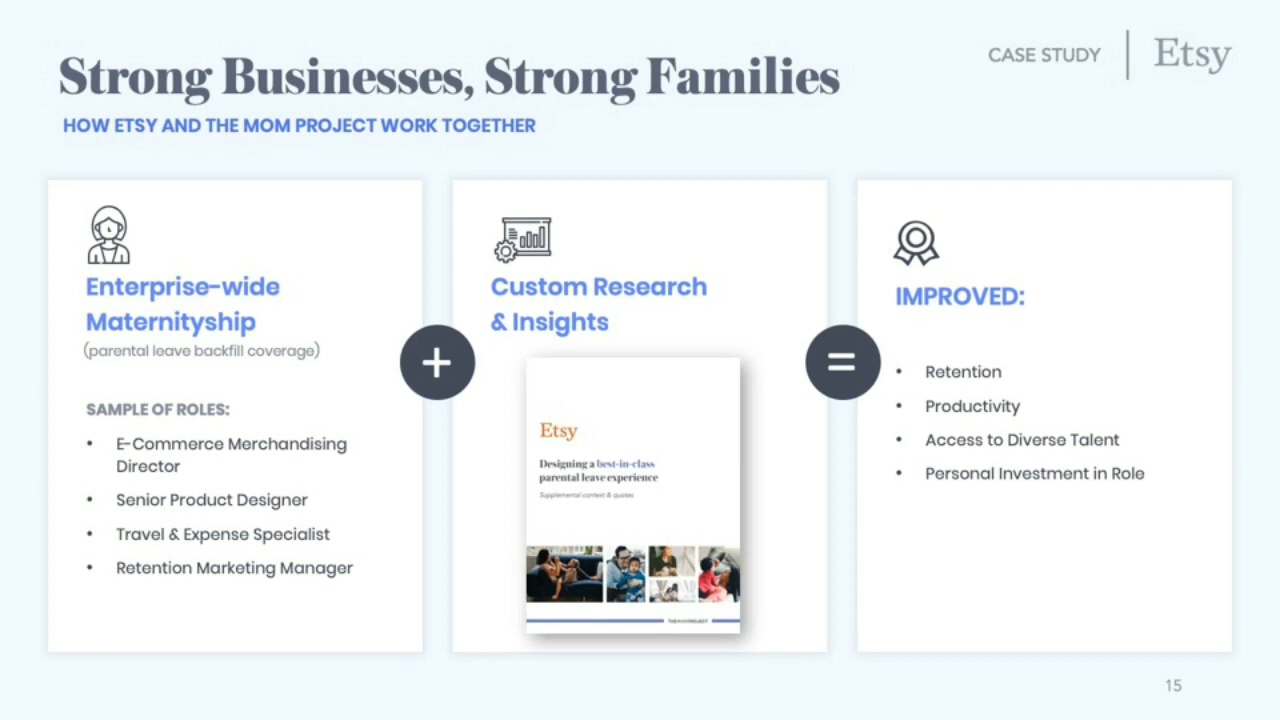 Strong Businesses, Strong Families
CASE STUDY
Etsy
HOW ETSY AND THE MOM PROJECT WORK TOGETHER
Enterprise-wide
Maternityship
(parental leave backfill coverage)
SAMPLE OF ROLES:
• E-Commerce Merchandising
Director
• Senior Product Designer
• Travel & Expense Specialist
• Retention Marketing Manager
+
Custom Research
& Insights
Etsy
Designing a best-in-class
parental leave experience
Supplemental context & quotes
=
IMPROVED:
• Retention
• Productivity
• Access to Diverse Talent
• Personal Investment in Role
15